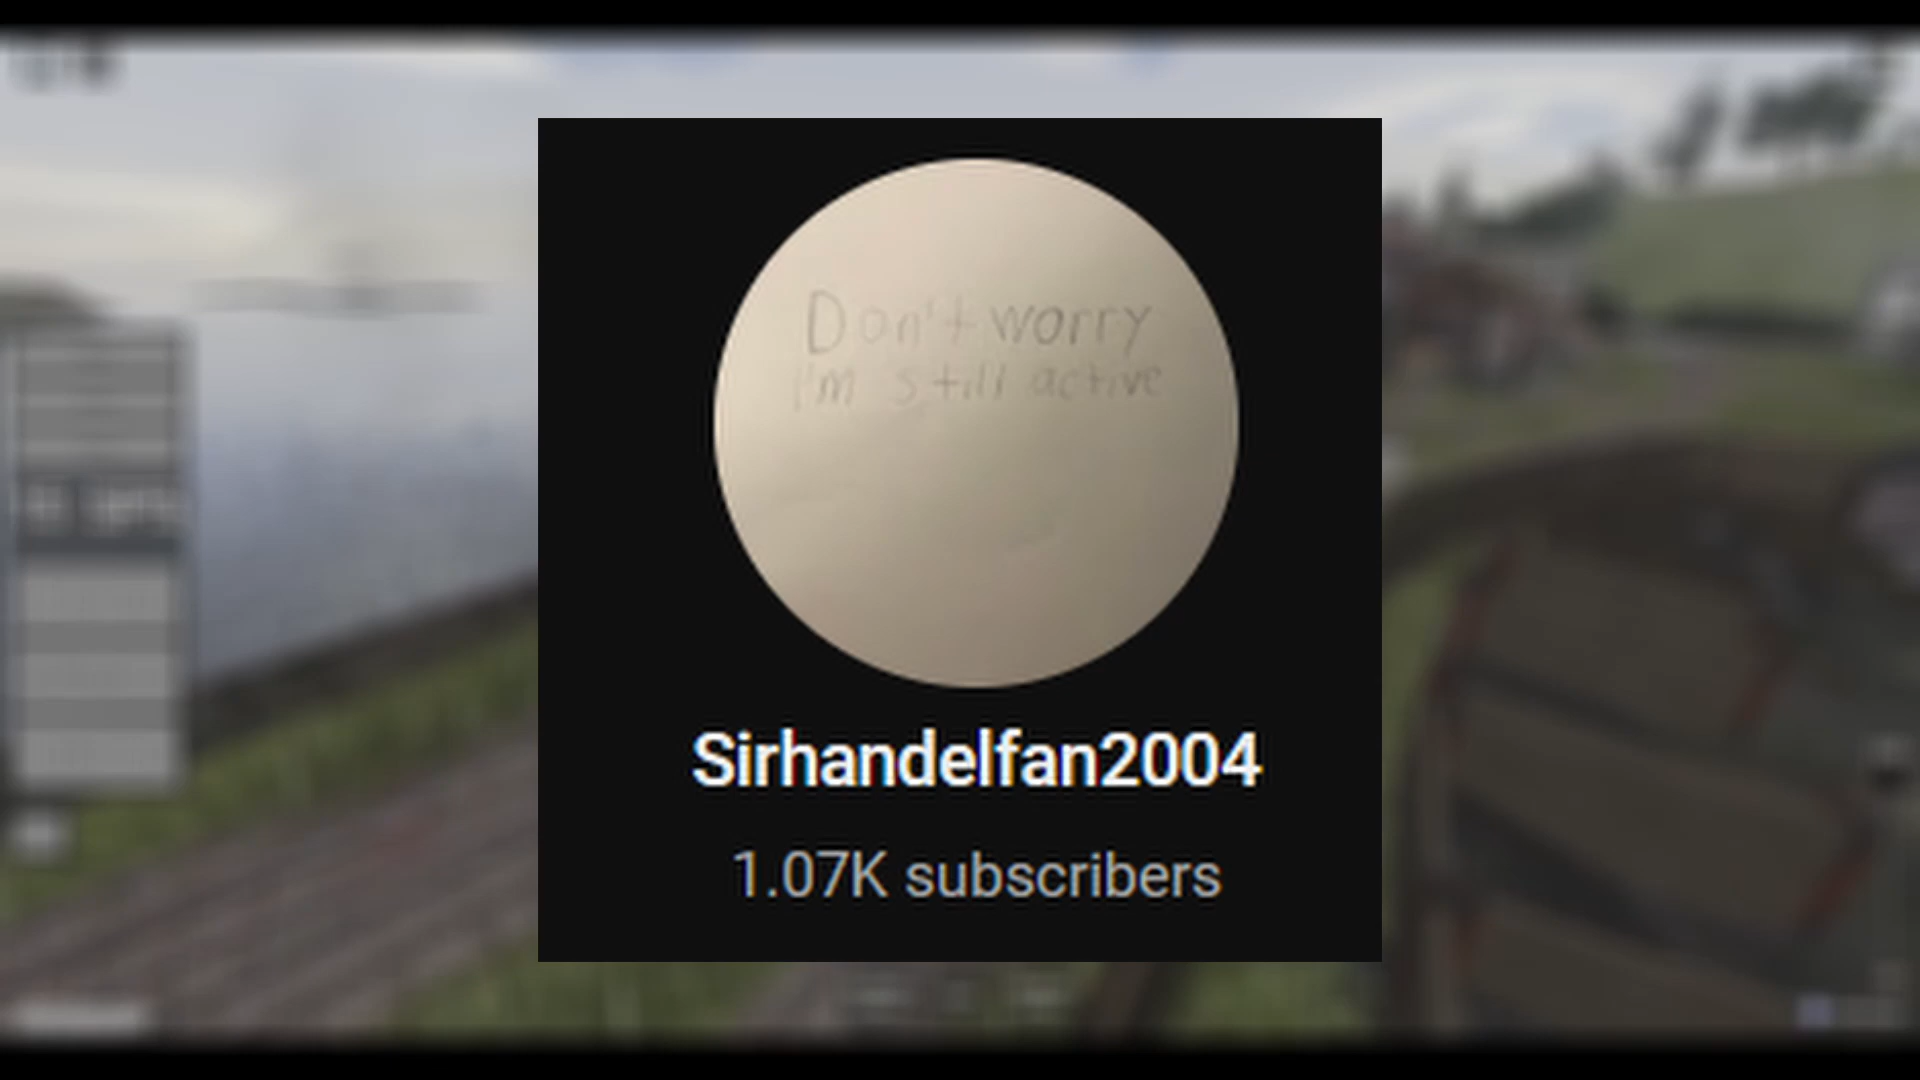 Don't worry
I'm still active
Sirhandelfan2004
1.07K subscribers